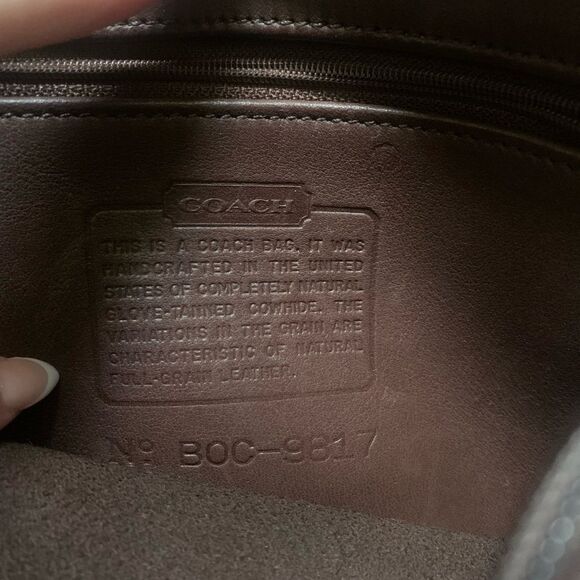 COACH
THIS IS A COACH BAG. IT WAS
HANDCRAFTED IN THE UNITED
STATES OF COMPLETELY NATURAL
GLOVE-TANNED COWHIDE. THE
VARIATIONS IN THE GRAIN ARE
CHARACTERISTIC OF NATURAL
FULL-GRAIN LEATHER.
No BOC-9817